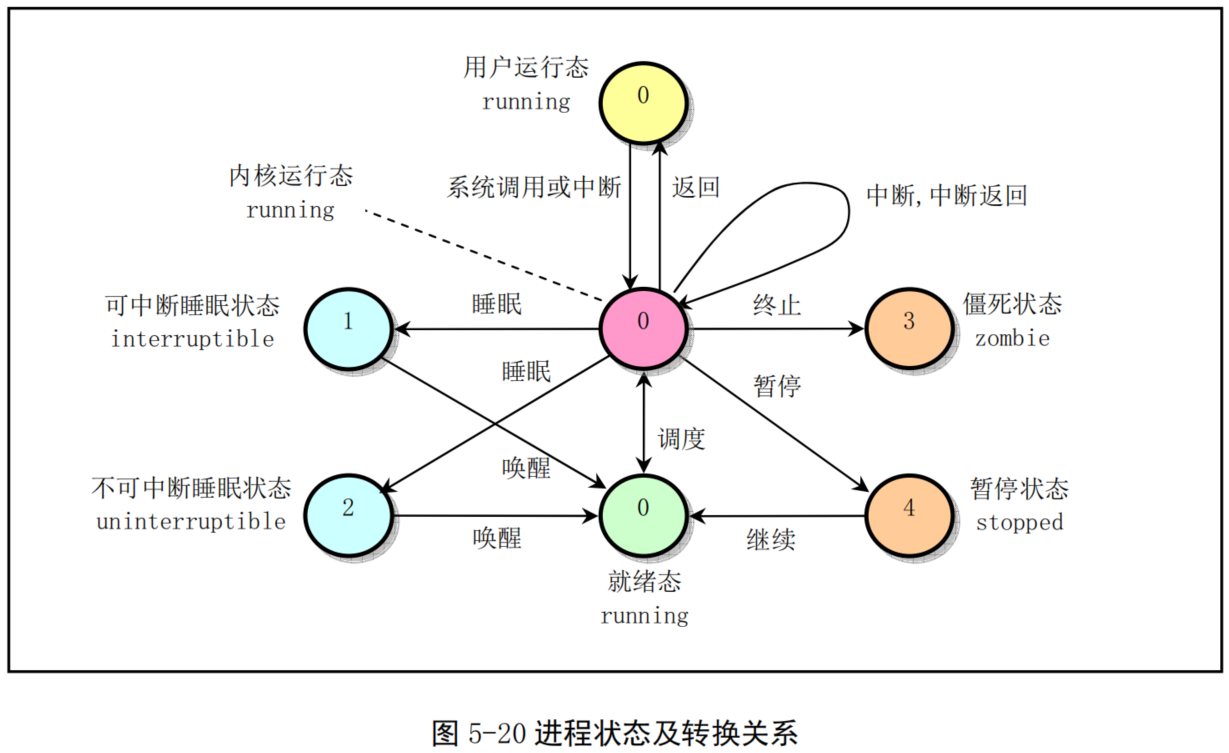 用户运行态
running
0
内核运行态
running
系统调用或中断
返回
中断,中断返回
可中断睡眠状态
interruptible
1
睡眠
0
终止
3
僵死状态
zombie
睡眠
暂停
调度
唤醒
不可中断睡眠状态
uninterruptible
2
唤醒
0
继续
4
暂停状态
stopped
就绪态
running
图 5-20 进程状态及转换关系